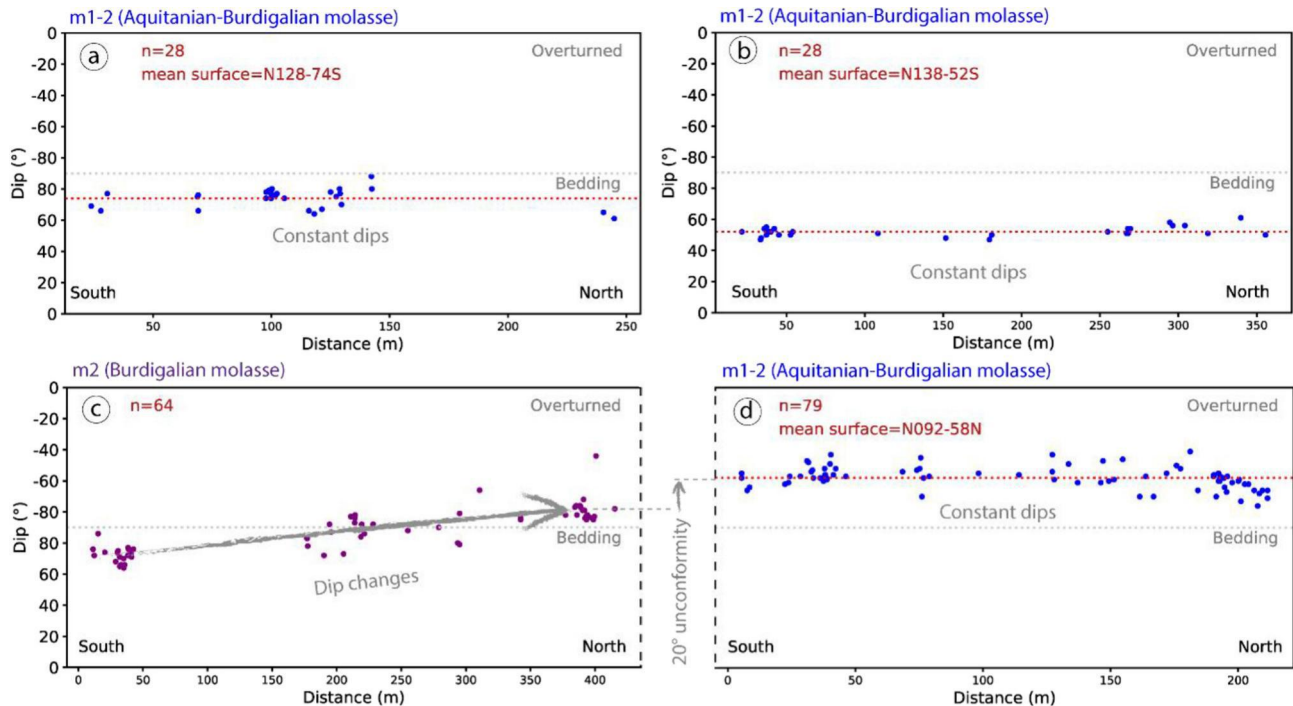 m1-2 (Aquitanian-Burdigalian molasse)
a
n=28
mean surface=N128-74S
Overturned
Bedding
Constant dips
South
North
Dip (°)
0
-20
-40
-60
-80
80
60
40
20
0
50
100
150
200
250
Distance (m)
m1-2 (Aquitanian-Burdigalian molasse)
b
n=28
mean surface=N138-52S
Overturned
Bedding
Constant dips
South
North
Dip (°)
0
-20
-40
-60
-80
80
60
40
20
0
0
50
100
150
200
250
300
350
Distance (m)
m2 (Burdigalian molasse)
c
n=64
Overturned
Bedding
Dip changes
South
North
Dip (°)
0
-20
-40
-60
-80
80
60
40
20
0
0
50
100
150
200
250
300
350
400
Distance (m)
20° unconformity
m1-2 (Aquitanian-Burdigalian molasse)
d
n=79
mean surface=N092-58N
Overturned
Constant dips
Bedding
South
North
0
50
100
150
200
Distance (m)